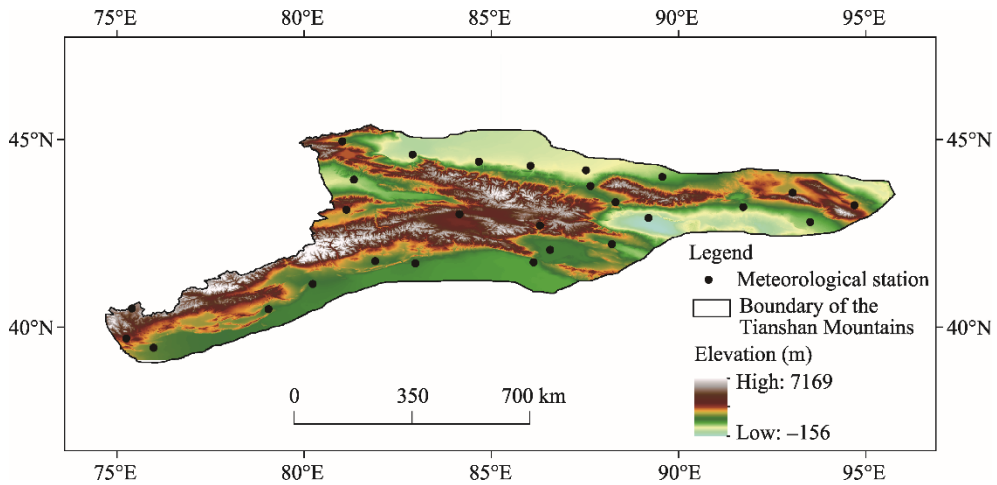 75°E 80°E 85°E 90°E 95°E
45°N 45°N
Legend
Meteorological station
Boundary of the
Tianshan Mountains
40°N 40°N
Elevation (m)
High: 7169
0 350 700 km
Low: –156
75°E 80°E 85°E 90°E 95°E